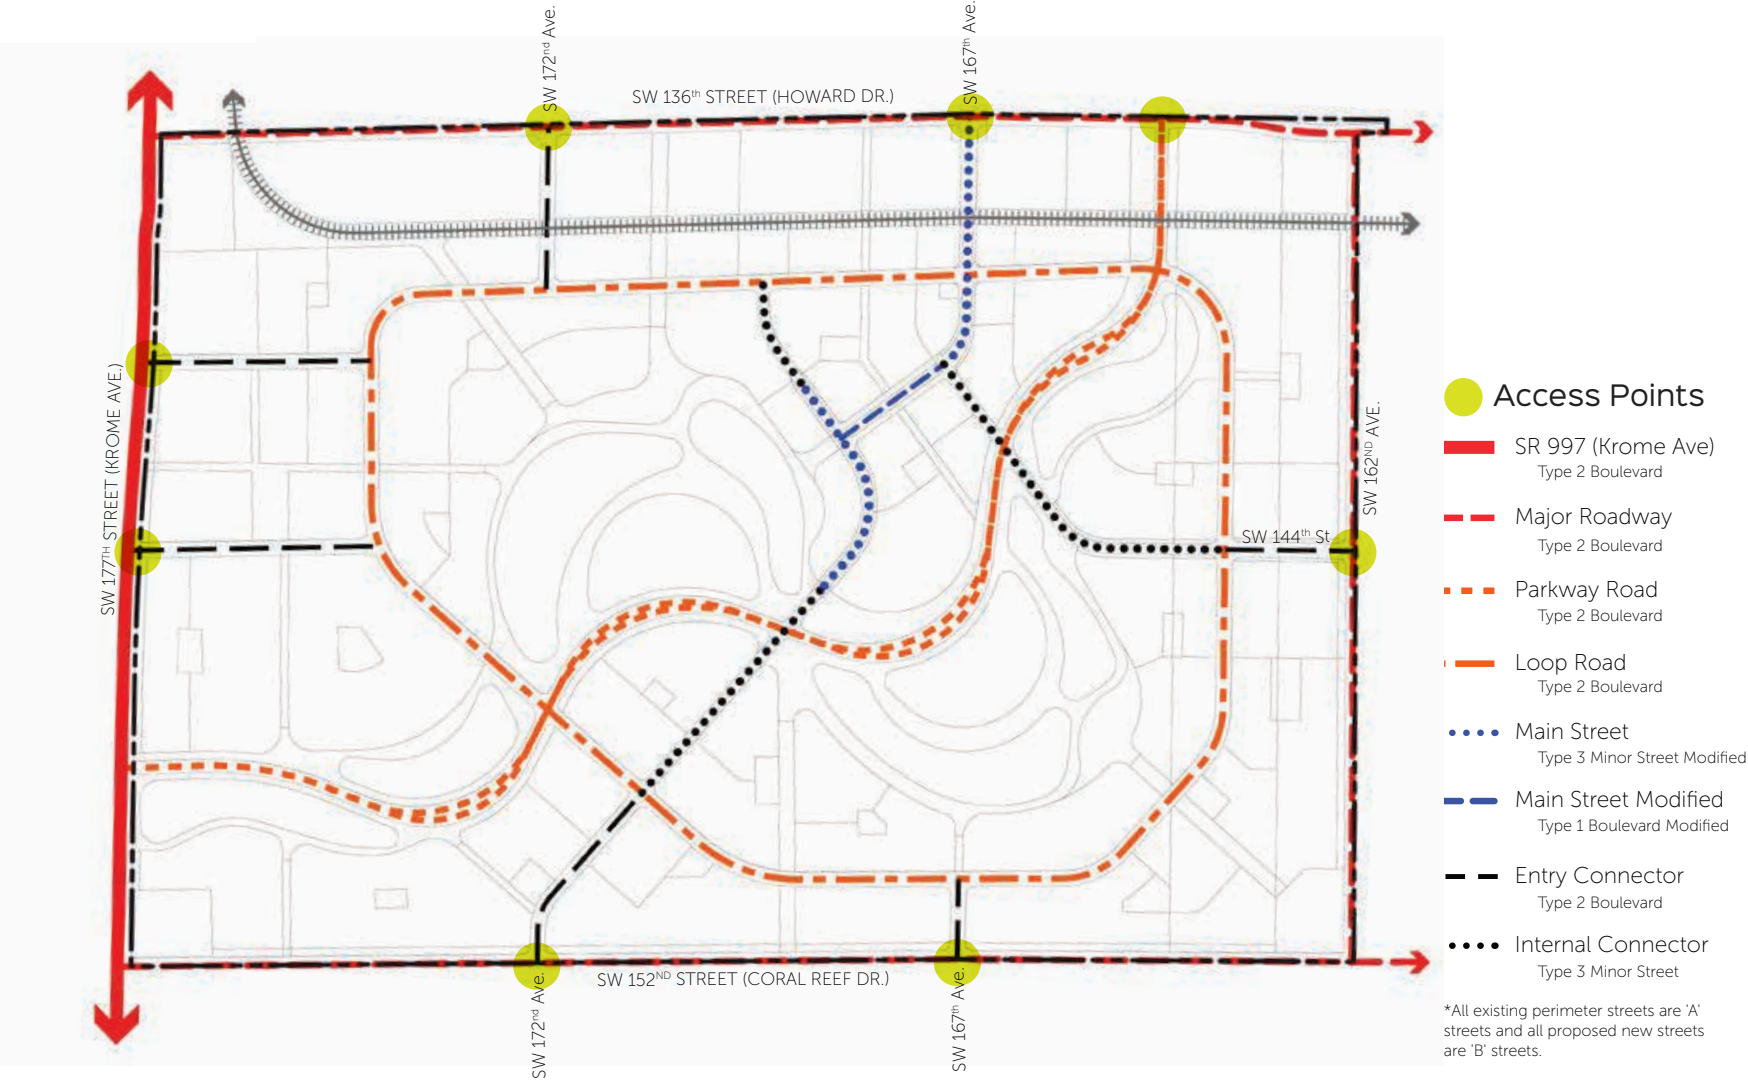 SW 172nd Ave.
SW 167th Ave.
SW 136th STREET (HOWARD DR.)
SW 177TH STREET (KROME AVE.)
SW 162ND AVE.
SW 144th St
SW 152ND STREET (CORAL REEF DR.)
SW 172nd Ave.
SW 167th Ave.
Access Points
SR 997 (Krome Ave)
Type 2 Boulevard
Major Roadway
Type 2 Boulevard
Parkway Road
Type 2 Boulevard
Loop Road
Type 2 Boulevard
Main Street
Type 3 Minor Street Modified
Main Street Modified
Type 1 Boulevard Modified
Entry Connector
Type 2 Boulevard
Internal Connector
Type 3 Minor Street
*All existing perimeter streets are 'A'
streets and all proposed new streets
are 'B' streets.